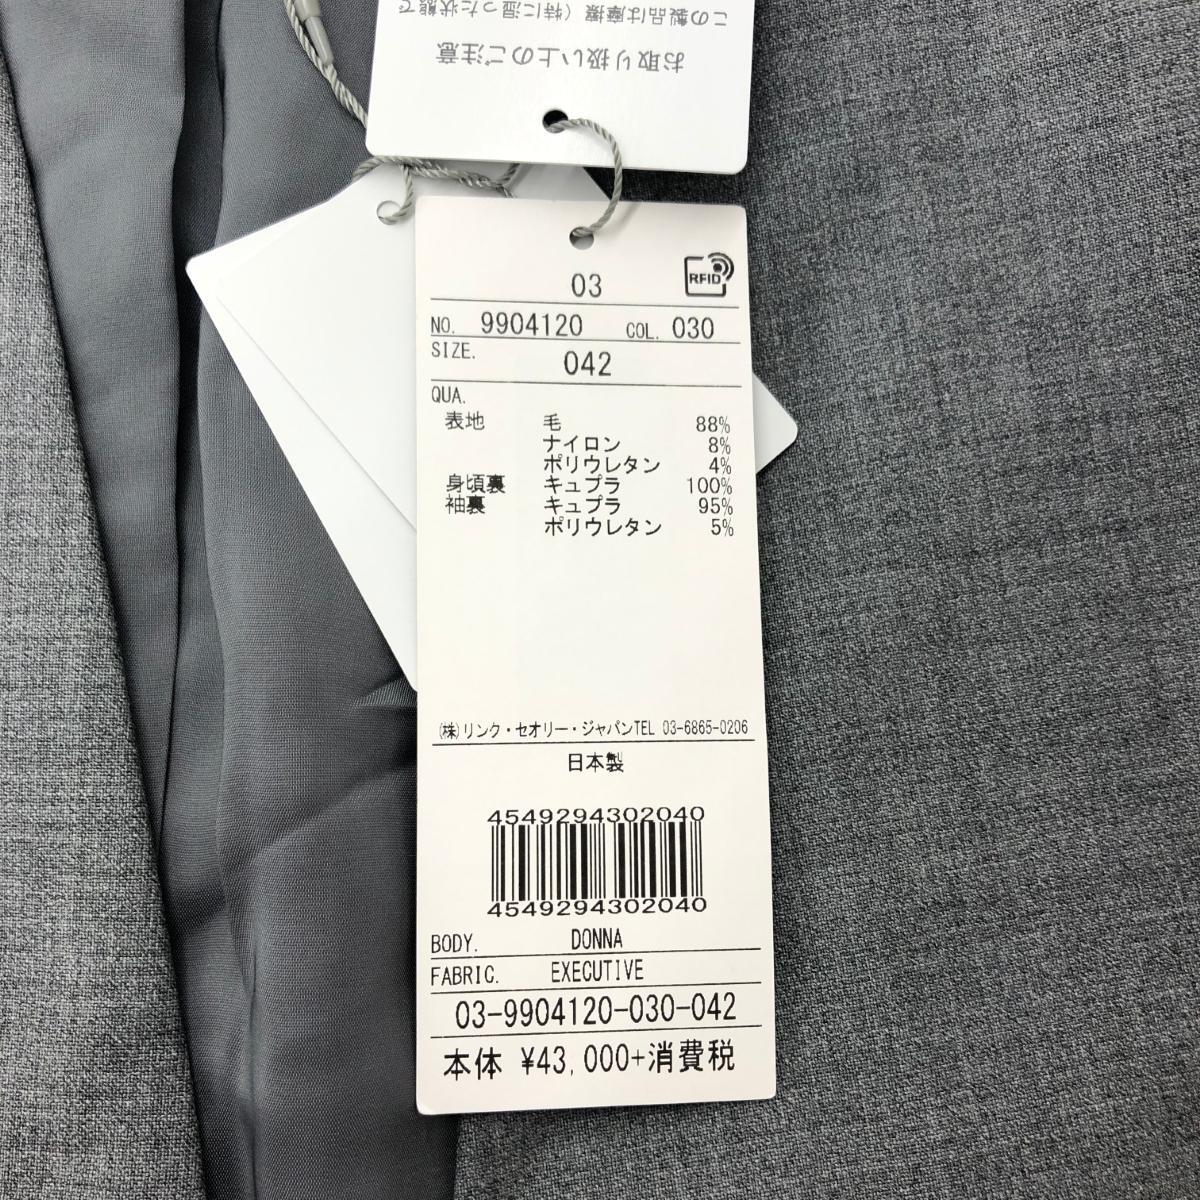 この製品は摩擦（特に湿った状態で
お取り扱い上のご注意
03
RFID
NO. 9904120 COL. 030
SIZE. 042
QUA.
表地 毛 88%
ナイロン 8%
ポリウレタン 4%
身頃裏 キュプラ 100%
袖裏 キュプラ 95%
ポリウレタン 5%
(株)リンク・セオリー・ジャパンTEL 03-6865-0206
日本製
4549294302040
4549294302040
BODY. DONNA
FABRIC. EXECUTIVE
03-9904120-030-042
本体 ¥43,000+消費税